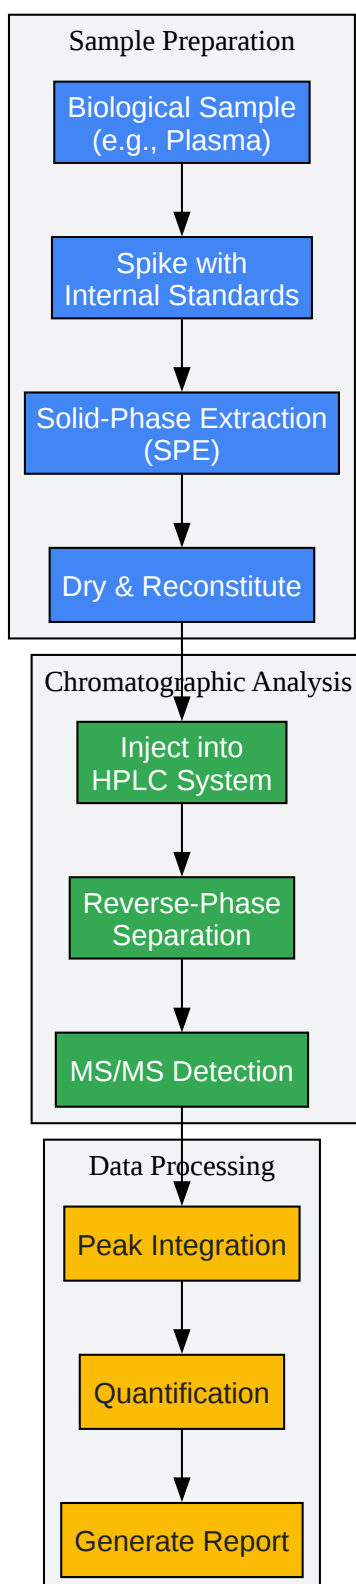 Sample Preparation
Biological Sample
(e.g., Plasma)
Spike with
Internal Standards
Solid-Phase Extraction
(SPE)
Dry & Reconstitute
Chromatographic Analysis
Inject into
HPLC System
Reverse-Phase
Separation
MS/MS Detection
Data Processing
Peak Integration
Quantification
Generate Report